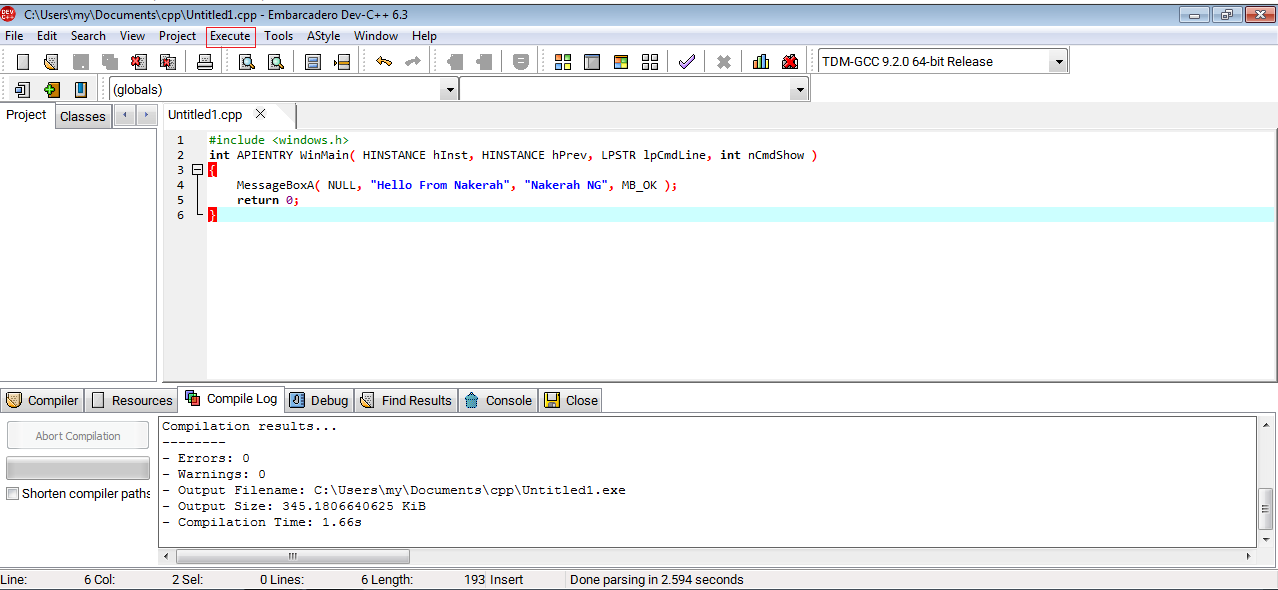 C:\Users\my\Documents\cpp\Untitled1.cpp - Embarcadero Dev-C++ 6.3
File Edit Search View Project Execute Tools AStyle Window Help
TDM-GCC 9.2.0 64-bit Release
(globals)
Project Classes Untitled1.cpp
1 #include <windows.h>
2 int APIENTRY WinMain( HINSTANCE hInst, HINSTANCE hPrev, LPSTR lpCmdLine, int nCmdShow )
3 {
4 MessageBoxA( NULL, "Hello From Nakerah", "Nakerah NG", MB_OK );
5 return 0;
6 }
Compiler Resources Compile Log Debug Find Results Console Close
Abort Compilation
Shorten compiler paths
Compilation results...
--------
- Errors: 0
- Warnings: 0
- Output Filename: C:\Users\my\Documents\cpp\Untitled1.exe
- Output Size: 345.1806640625 KiB
- Compilation Time: 1.66s
Line: 6 Col: 2 Sel: 0 Lines: 6 Length: 193 Insert Done parsing in 2.594 seconds